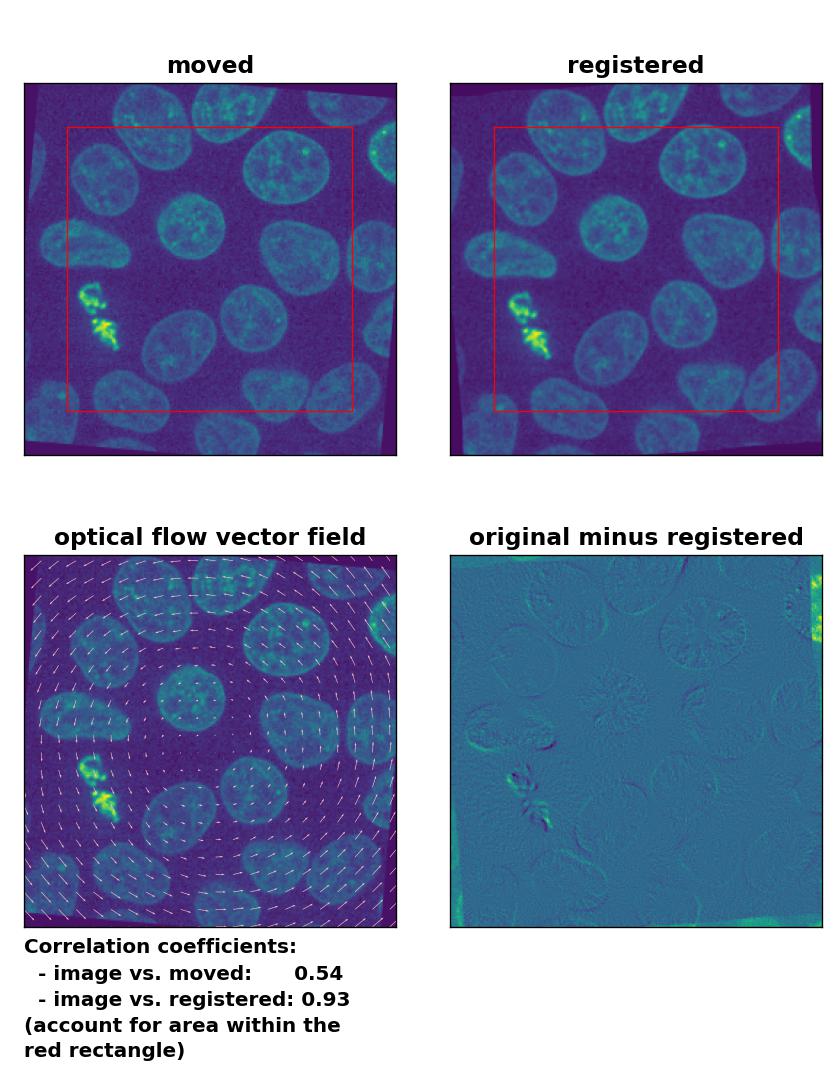 moved
registered
optical flow vector field
original minus registered
Correlation coefficients:
- image vs. moved: 0.54
- image vs. registered: 0.93
(account for area within the
red rectangle)